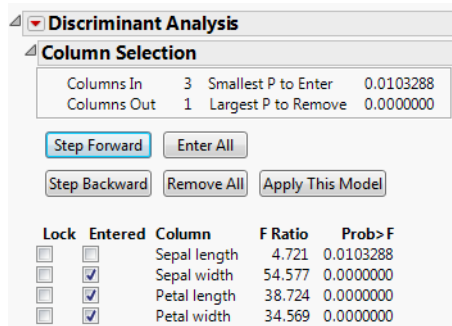 Discriminant Analysis
Column Selection
Columns In 3 Smallest P to Enter 0.0103288
Columns Out 1 Largest P to Remove 0.0000000
Step Forward Enter All
Step Backward Remove All Apply This Model
Lock Entered Column F Ratio Prob>F
Sepal length 4.721 0.0103288
Sepal width 54.577 0.0000000
Petal length 38.724 0.0000000
Petal width 34.569 0.0000000